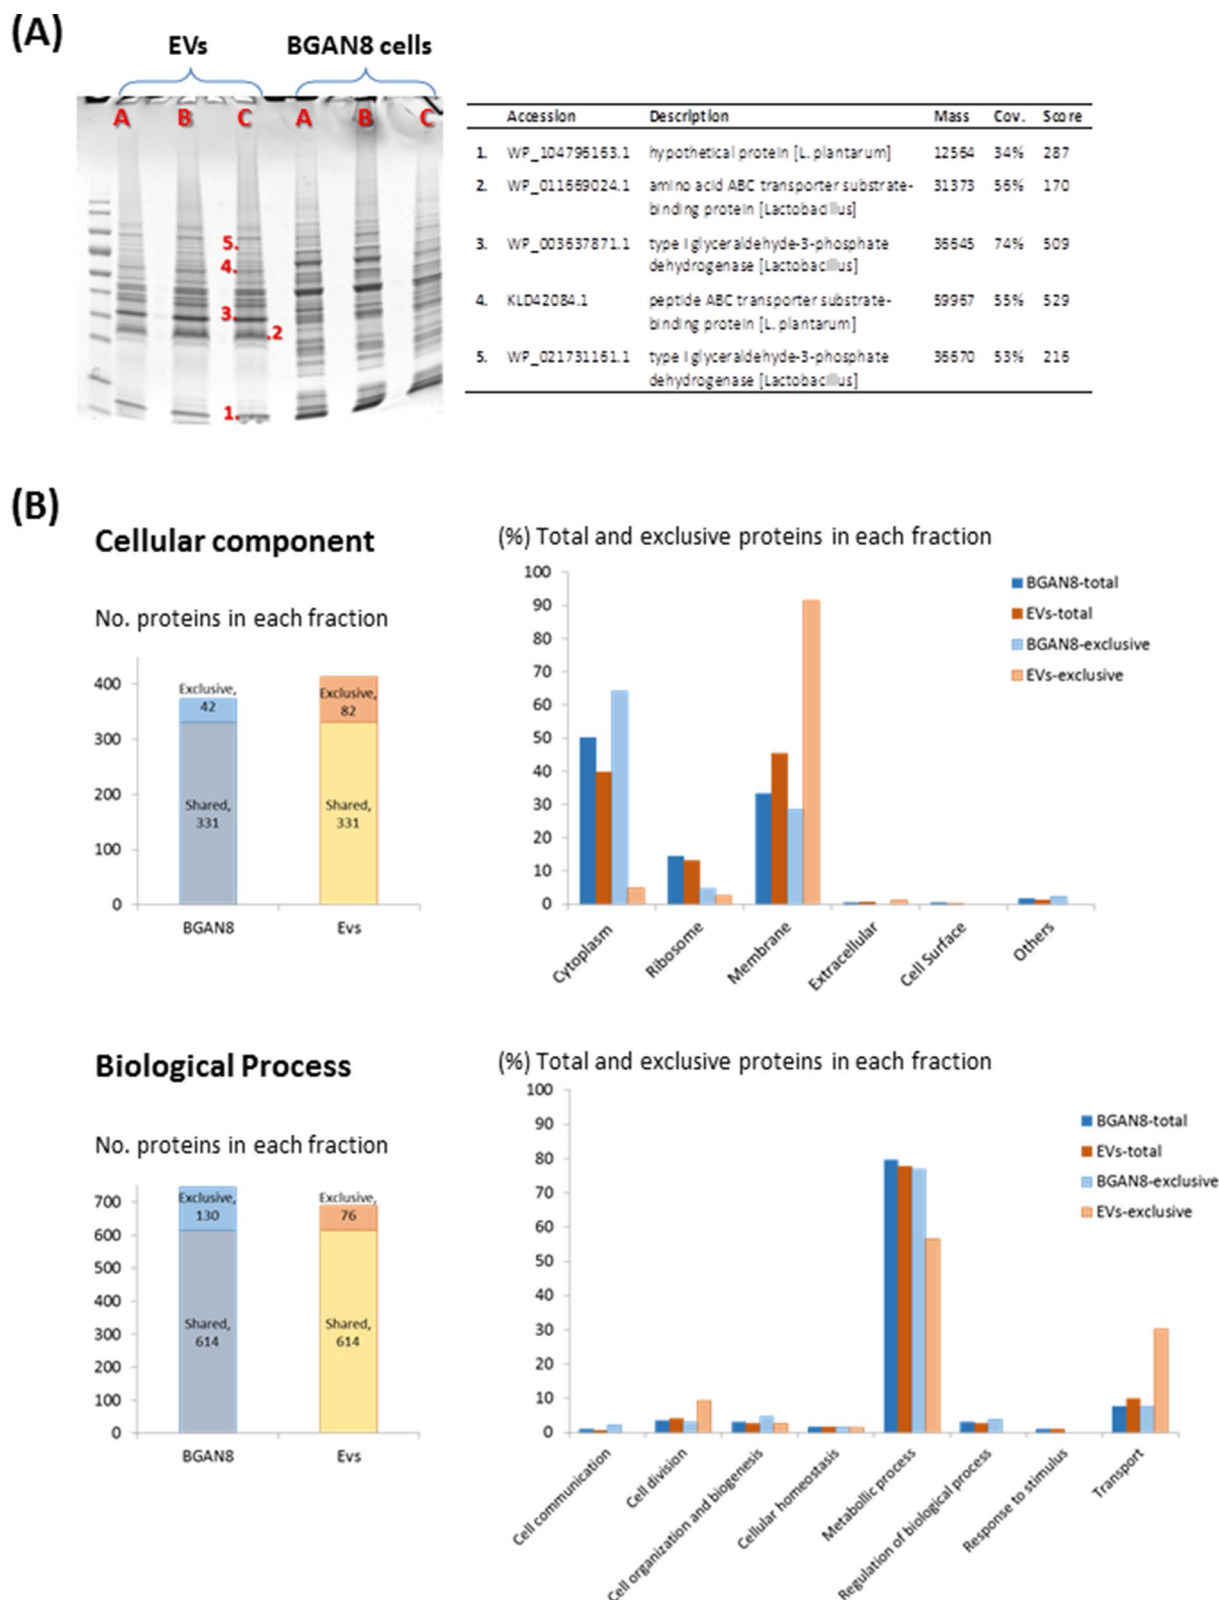 (A)
EVs
BGAN8 cells
A B C A B C
5.
4.
3.
2
1.
Accession Description Mass Cov. Score
1. WP_104796163.1 hypothetical protein [L. plantarum] 12564 34% 287
2. WP_011669024.1 amino acid ABC transporter substrate- 31373 56% 170
binding protein [Lactobacillus]
3. WP_003637871.1 type I glyceraldehyde-3-phosphate 36645 74% 509
dehydrogenase [Lactobacillus]
4. KLD42084.1 peptide ABC transporter substrate- 59967 55% 529
binding protein [L. plantarum]
5. WP_021731161.1 type I glyceraldehyde-3-phosphate 36670 53% 216
dehydrogenase [Lactobacillus]
(B)
Cellular component
No. proteins in each fraction
400
300
200
100
0
Exclusive,
42
Shared,
331
Exclusive,
82
Shared,
331
BGAN8 Evs
(%) Total and exclusive proteins in each fraction
100
90
80
70
60
50
40
30
20
10
0
Cytoplasm
Ribosome
Membrane
Extracellular
Cell Surface
Others
BGAN8-total
EVs-total
BGAN8-exclusive
EVs-exclusive
Biological Process
No. proteins in each fraction
700
600
500
400
300
200
100
0
Exclusive,
130
Shared,
614
Exclusive,
76
Shared,
614
BGAN8 Evs
(%) Total and exclusive proteins in each fraction
100
90
80
70
60
50
40
30
20
10
0
Cell communication
Cell division
Cell organization and biogenesis
Cellular homeostasis
Metabollic process
Regulation of biological process
Response to stimulus
Transport
BGAN8-total
EVs-total
BGAN8-exclusive
EVs-exclusive